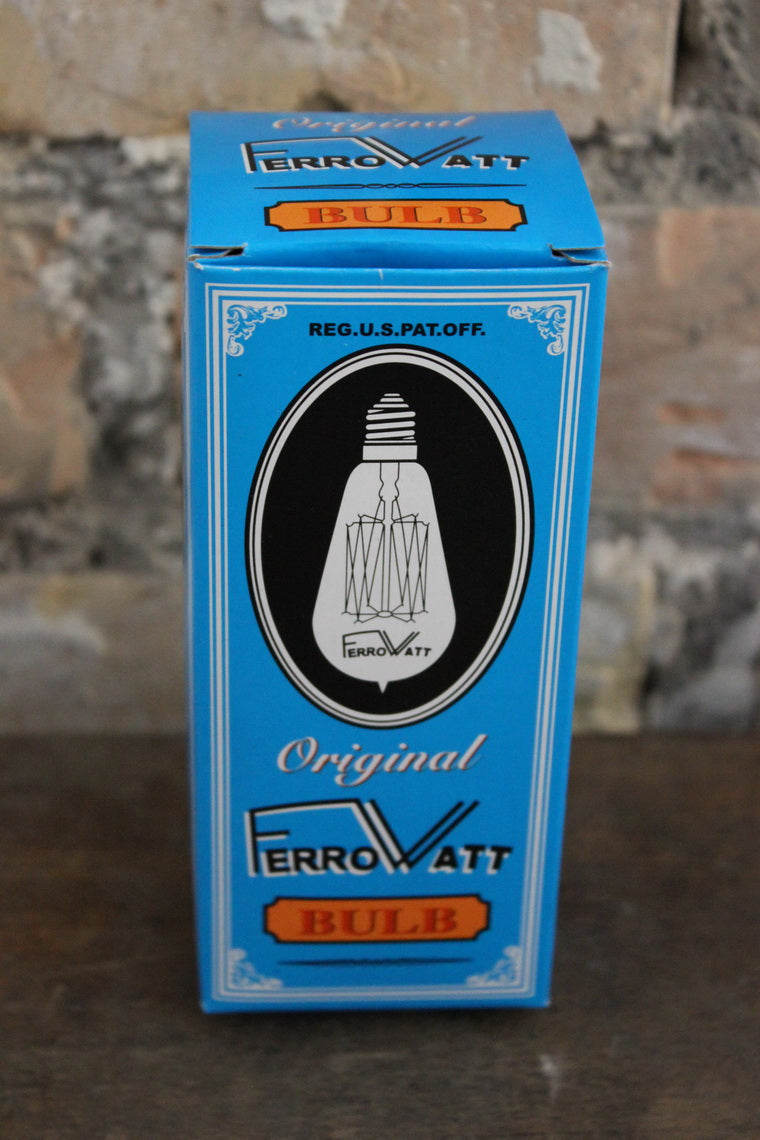 Original
FERROWATT
BULB
REG.U.S.PAT.OFF.
FERROWATT
Original
FERROWATT
BULB